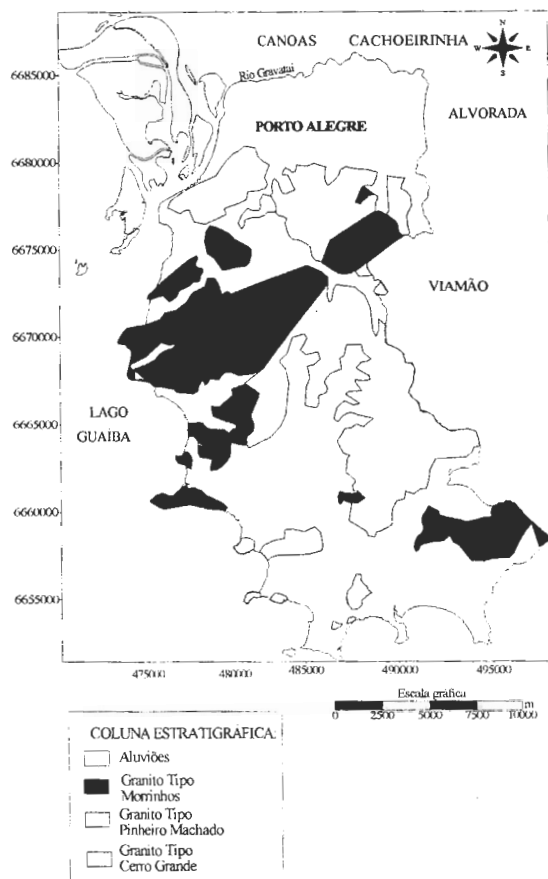 N
CANOAS CACHOEIRINHA
W E
S
6685000
Rio Gravataí
PORTO ALEGRE
ALVORADA
6680000
6675000
VIAMÃO
6670000
LAGO
GUAÍBA
6665000
6660000
6655000
475000 480000 485000 490000 495000
Escala gráfica
m
0 2500 5000 7500 10000
COLUNA ESTRATIGRÁFICA:
Aluviões
Granito Tipo
Morrinhos
Granito Tipo
Pinheiro Machado
Granito Tipo
Cerro Grande